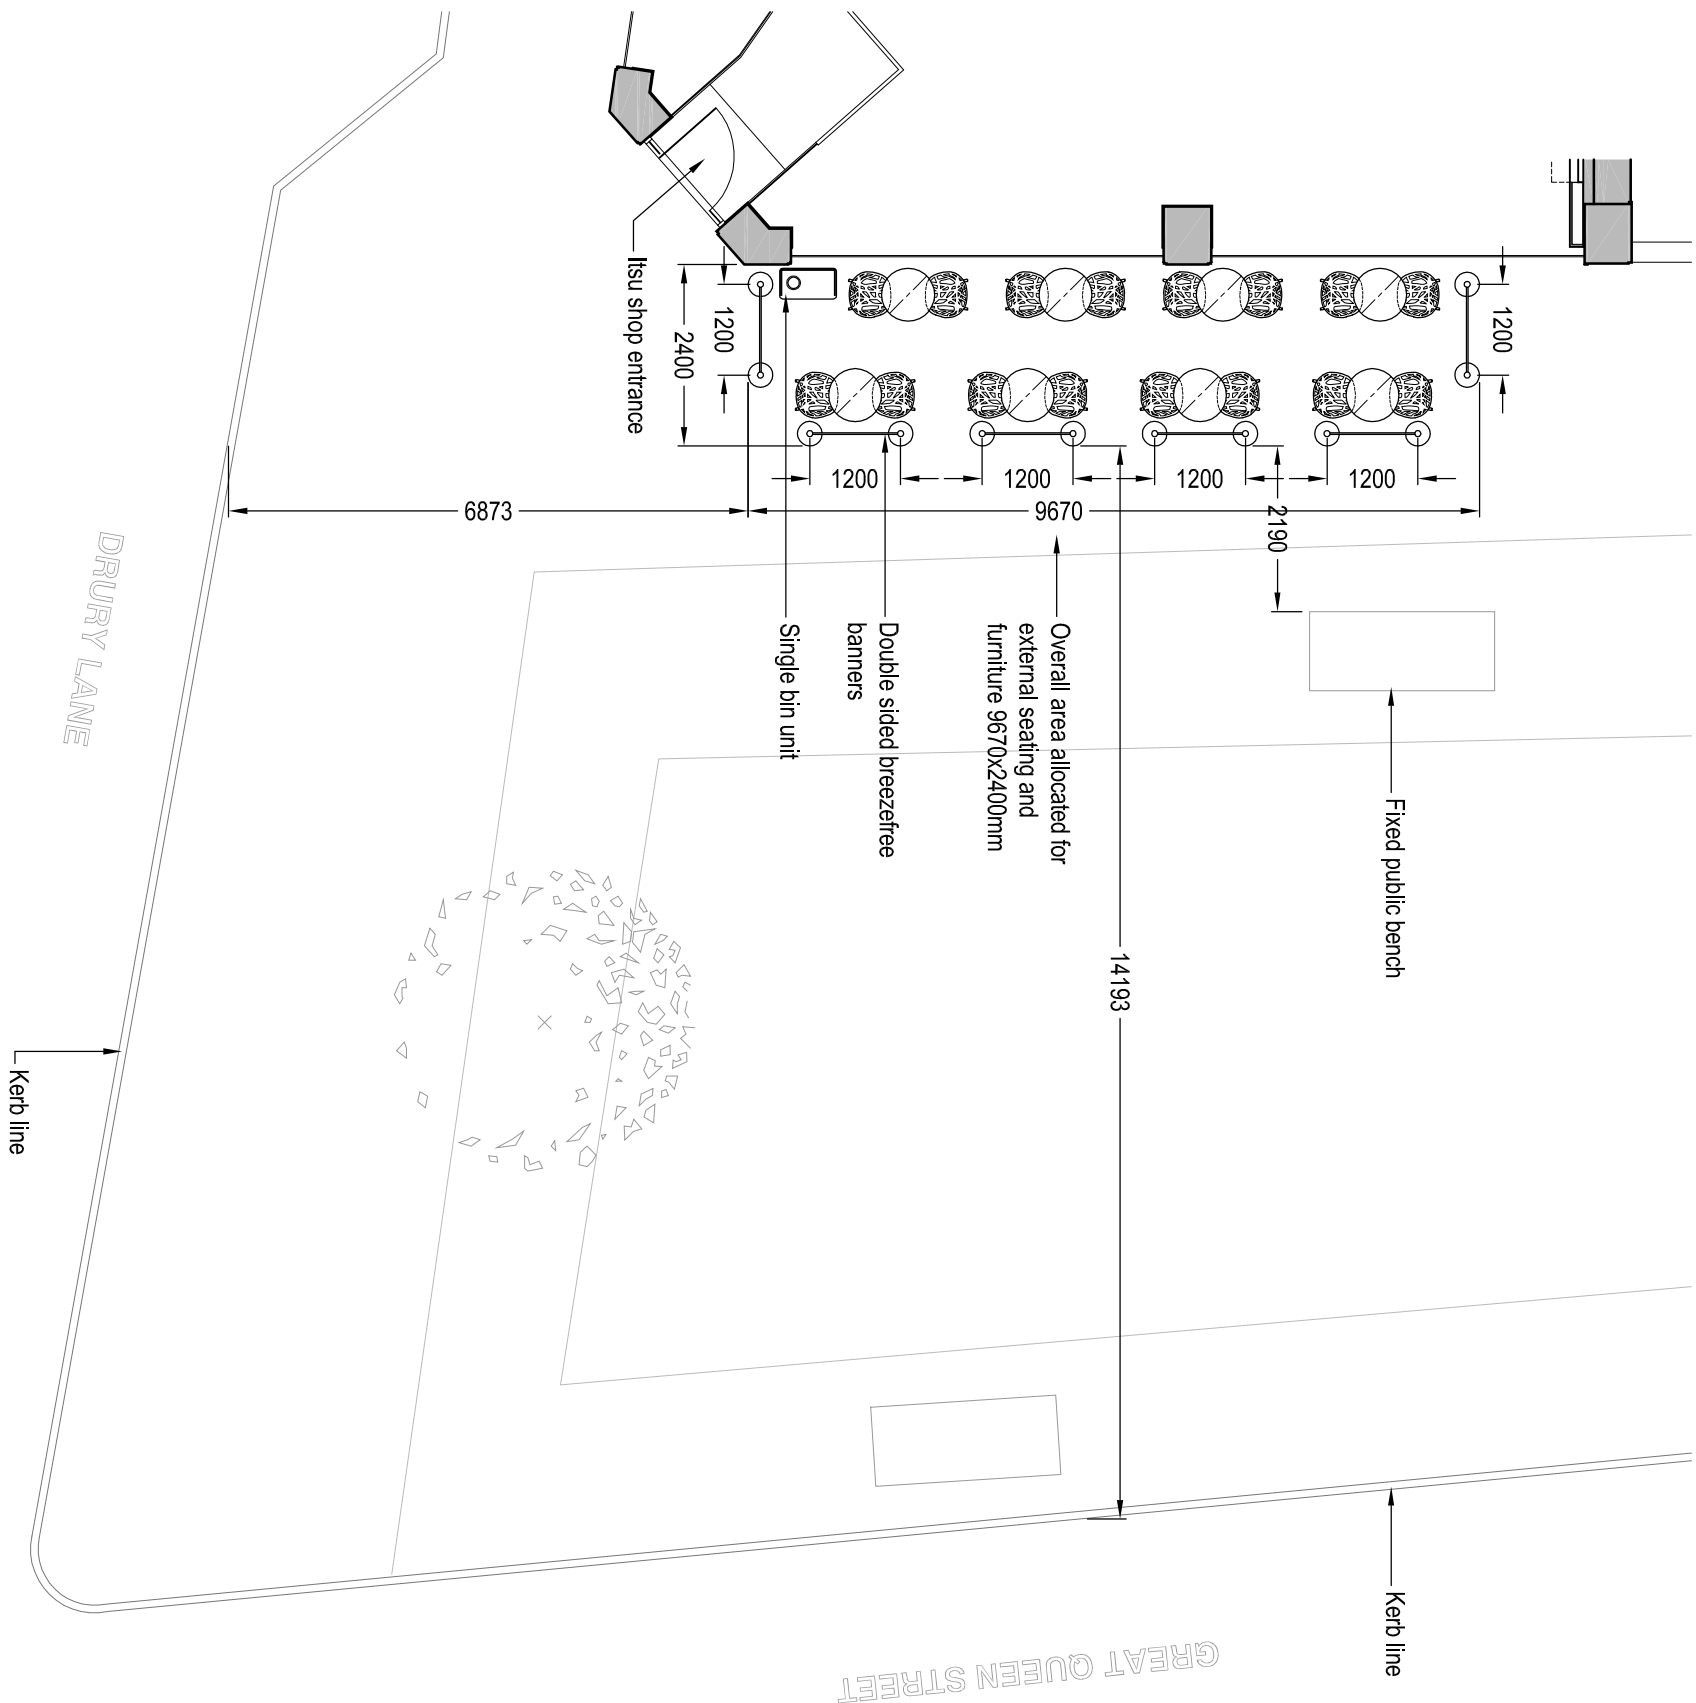 Itsu shop entrance
1200
2400
1200
1200
1200
1200
1200
6873
9670
2190
Overall area allocated for
external seating and
furniture 9670x2400mm
Double sided breezefree
banners
Single bin unit
Fixed public bench
14193
DRURY LANE
Kerb line
Kerb line
GREAT QUEEN STREET